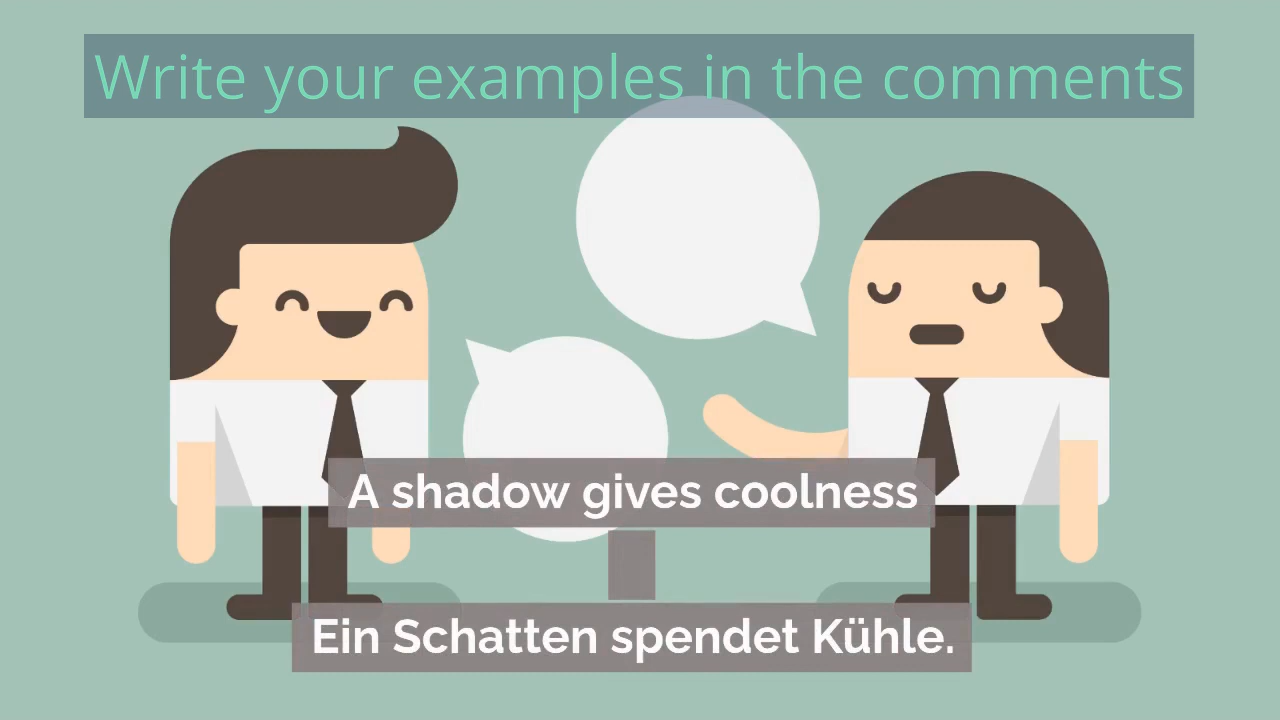 Write your examples in the comments
A shadow gives coolness
Ein Schatten spendet Kühle.